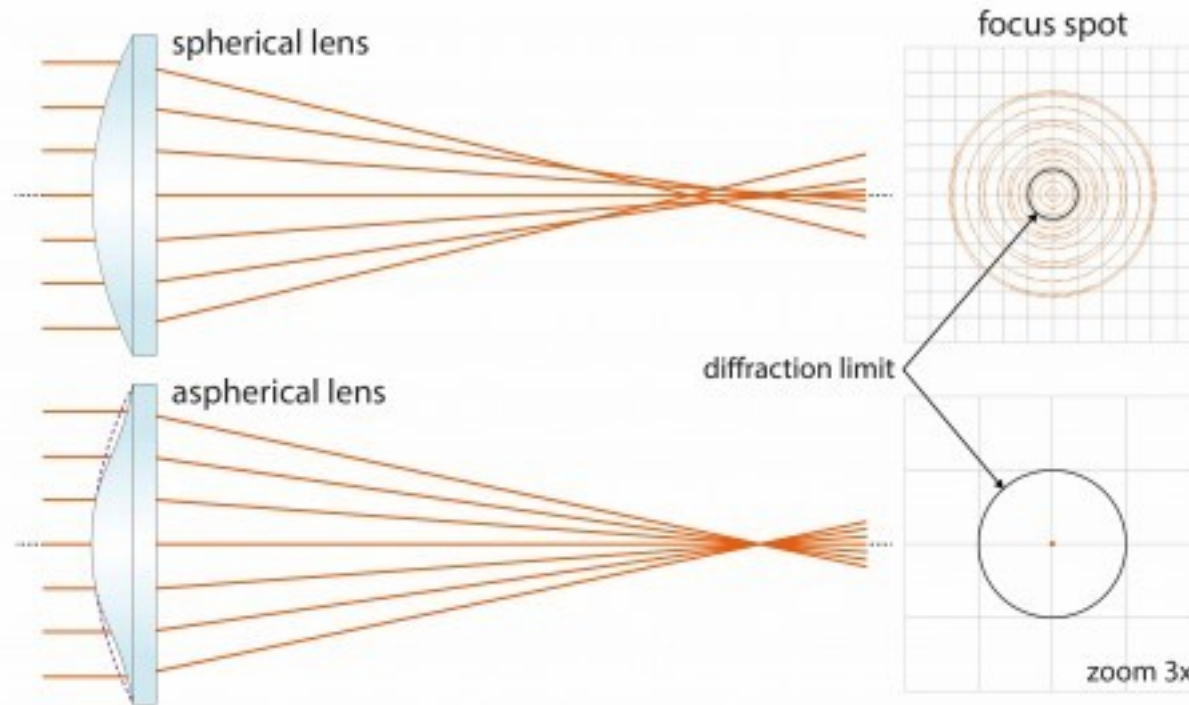 spherical lens
focus spot
diffraction limit
aspherical lens
zoom 3x